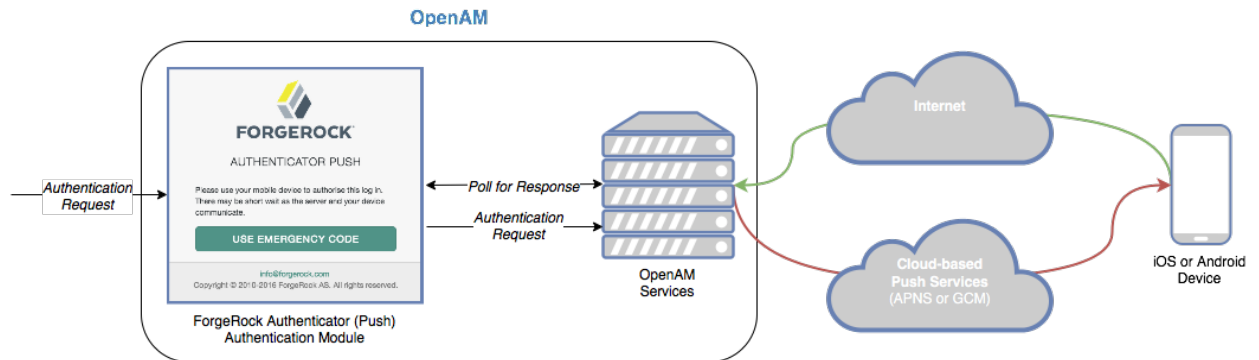 OpenAM
FORGEROCK
AUTHENTICATOR PUSH
Please use your mobile device to authorise this log in.
There may be short wait as the server and your device
communicate.
USE EMERGENCY CODE
info@forgerock.com
Copyright © 2010-2016 ForgeRock AS. All rights reserved.
ForgeRock Authenticator (Push)
Authentication Module
Authentication
Request
Poll for Response
Authentication
Request
OpenAM
Services
Internet
Cloud-based
Push Services
(APNS or GCM)
iOS or Android
Device